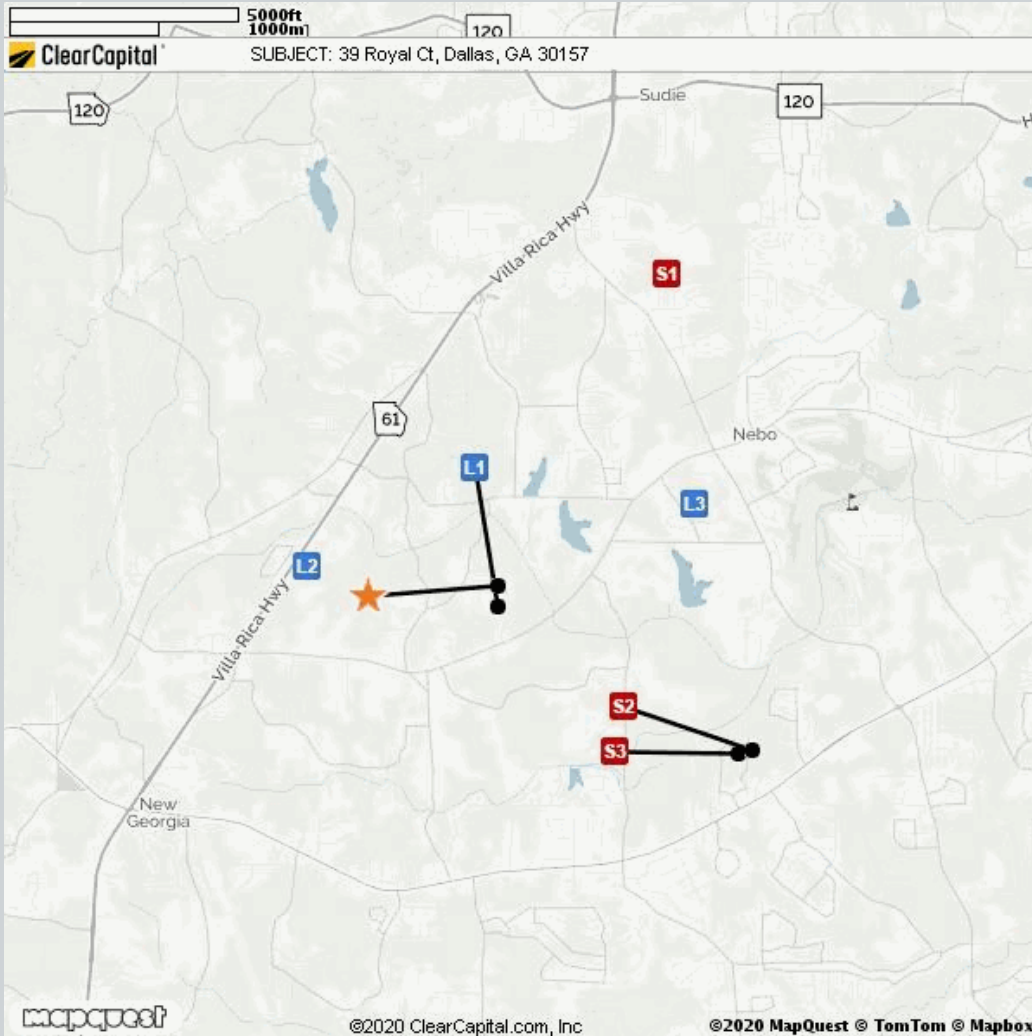 5000ft
1000m
120
ClearCapital
SUBJECT: 39 Royal Ct, Dallas, GA 30157
Sudie
120
120
Villa-Rica-Hwy
S1
61
Nebo
L1
L3
L2
Villa-Rica-Hwy
S2
S3
New
Georgia
mapquest
©2020 ClearCapital.com, Inc
©2020 MapQuest © TomTom © Mapbox